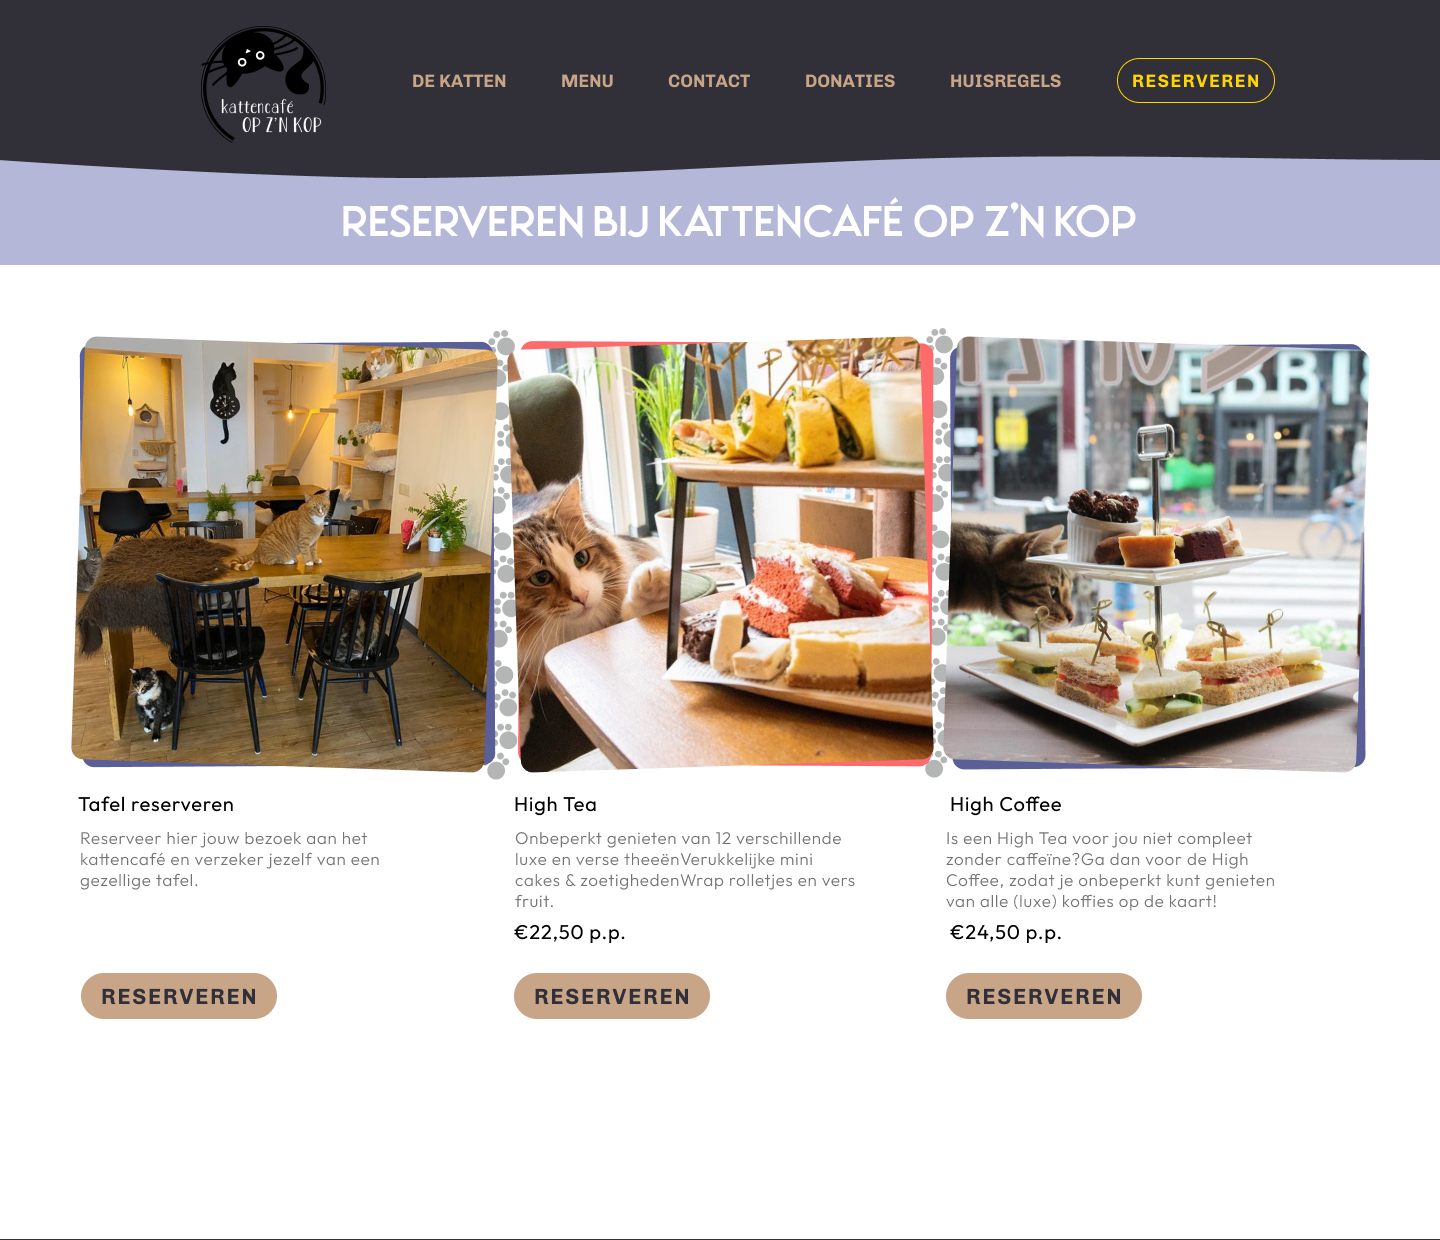 kattencafé
OP Z'N KOP
DE KATTEN
MENU
CONTACT
DONATIES
HUISREGELS
RESERVEREN
RESERVEREN BIJ KATTENCAFÉ OP Z'N KOP
Tafel reserveren
Reserveer hier jouw bezoek aan het
kattencafé en verzeker jezelf van een
gezellige tafel.
RESERVEREN
High Tea
Onbeperkt genieten van 12 verschillende
luxe en verse theeënVerukkelijke mini
cakes & zoetighedenWrap rolletjes en vers
fruit.
€22,50 p.p.
RESERVEREN
High Coffee
Is een High Tea voor jou niet compleet
zonder caffeïne?Ga dan voor de High
Coffee, zodat je onbeperkt kunt genieten
van alle (luxe) koffies op de kaart!
€24,50 p.p.
RESERVEREN